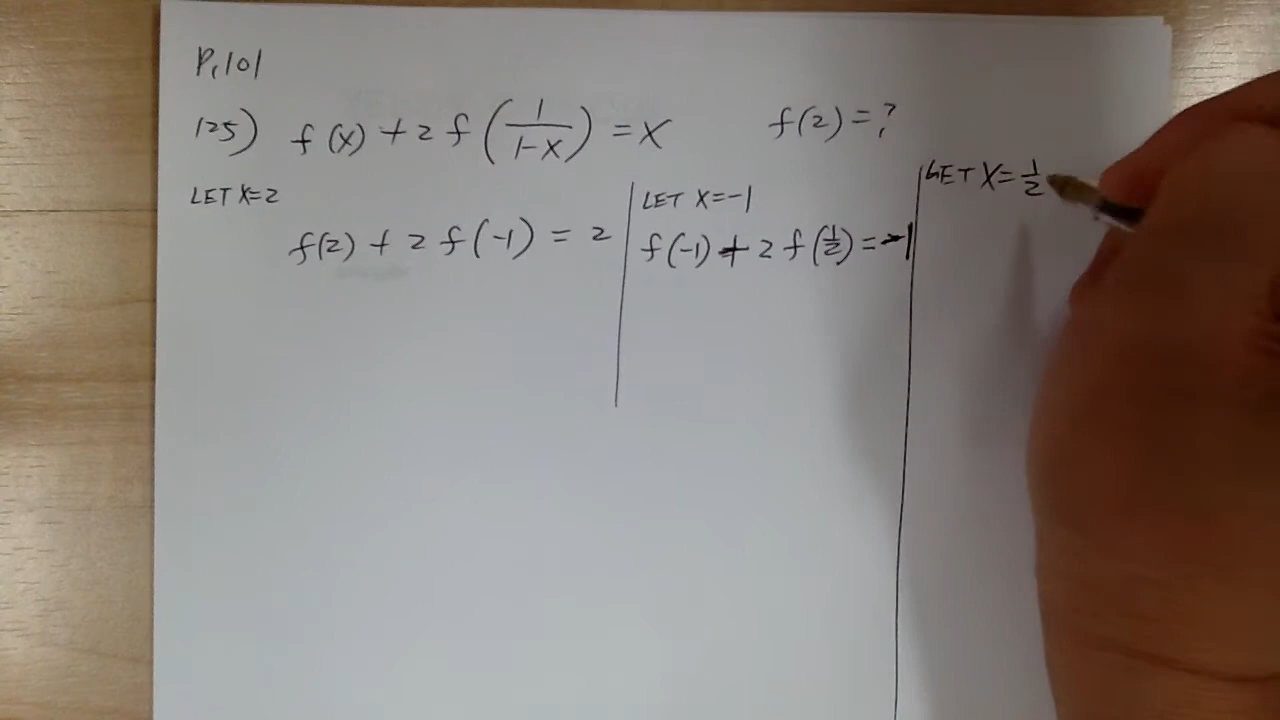 P.101
125) f(x) + 2 f(1/(1-x)) = x f(2) = ?
LET X=2
f(2) + 2 f(-1) = 2
LET X=-1
f(-1) + 2 f(1/2) = -1
LET X=1/2